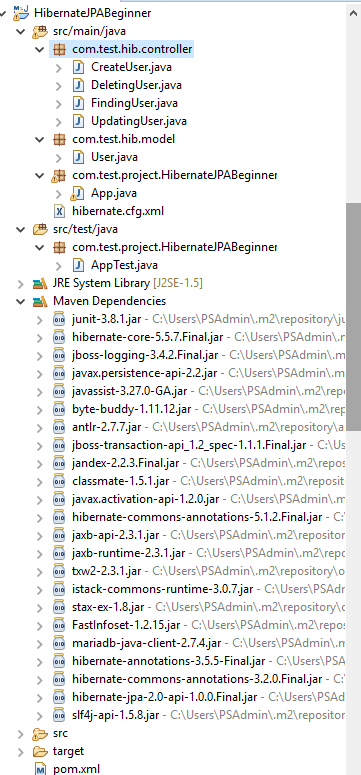 HibernateJPABeginner
src/main/java
com.test.hib.controller
CreateUser.java
DeletingUser.java
FindingUser.java
UpdatingUser.java
com.test.hib.model
User.java
com.test.project.HibernateJPABeginner
App.java
hibernate.cfg.xml
src/test/java
com.test.project.HibernateJPABeginner
AppTest.java
JRE System Library [J2SE-1.5]
Maven Dependencies
junit-3.8.1.jar - C:\Users\PSAdmin\.m2\repository\ju
hibernate-core-5.5.7.Final.jar - C:\Users\PSAdmin\.m
jboss-logging-3.4.2.Final.jar - C:\Users\PSAdmin\.m2
javax.persistence-api-2.2.jar - C:\Users\PSAdmin\.m2
javassist-3.27.0-GA.jar - C:\Users\PSAdmin\.m2\repos
byte-buddy-1.11.12.jar - C:\Users\PSAdmin\.m2\repo
antlr-2.7.7.jar - C:\Users\PSAdmin\.m2\repository\a
jboss-transaction-api_1.2_spec-1.1.1.Final.jar - C:\Use
jandex-2.2.3.Final.jar - C:\Users\PSAdmin\.m2\repos
classmate-1.5.1.jar - C:\Users\PSAdmin\.m2\reposit
javax.activation-api-1.2.0.jar - C:\Users\PSAdmin\.m
hibernate-commons-annotations-5.1.2.Final.jar - C:\U
jaxb-api-2.3.1.jar - C:\Users\PSAdmin\.m2\repositor
jaxb-runtime-2.3.1.jar - C:\Users\PSAdmin\.m2\repo
txw2-2.3.1.jar - C:\Users\PSAdmin\.m2\repository\o
istack-commons-runtime-3.0.7.jar - C:\Users\PSAdmi
stax-ex-1.8.jar - C:\Users\PSAdmin\.m2\repository\
FastInfoset-1.2.15.jar - C:\Users\PSAdmin\.m2\repos
mariadb-java-client-2.7.4.jar - C:\Users\PSAdmin\.m
hibernate-annotations-3.5.5-Final.jar - C:\Users\PSA
hibernate-commons-annotations-3.2.0.Final.jar - C:\U
hibernate-jpa-2.0-api-1.0.0.Final.jar - C:\Users\PSAd
slf4j-api-1.5.8.jar - C:\Users\PSAdmin\.m2\reposito
src
target
pom.xml